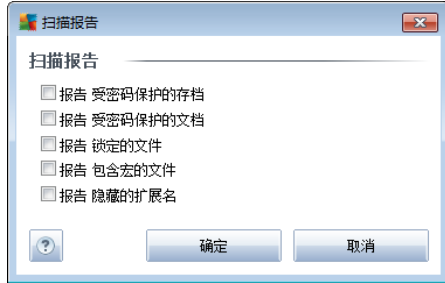 扫描报告
扫描报告
报告 受密码保护的存档
报告 受密码保护的文档
报告 锁定的文件
报告 包含宏的文件
报告 隐藏的扩展名
? 确定 取消